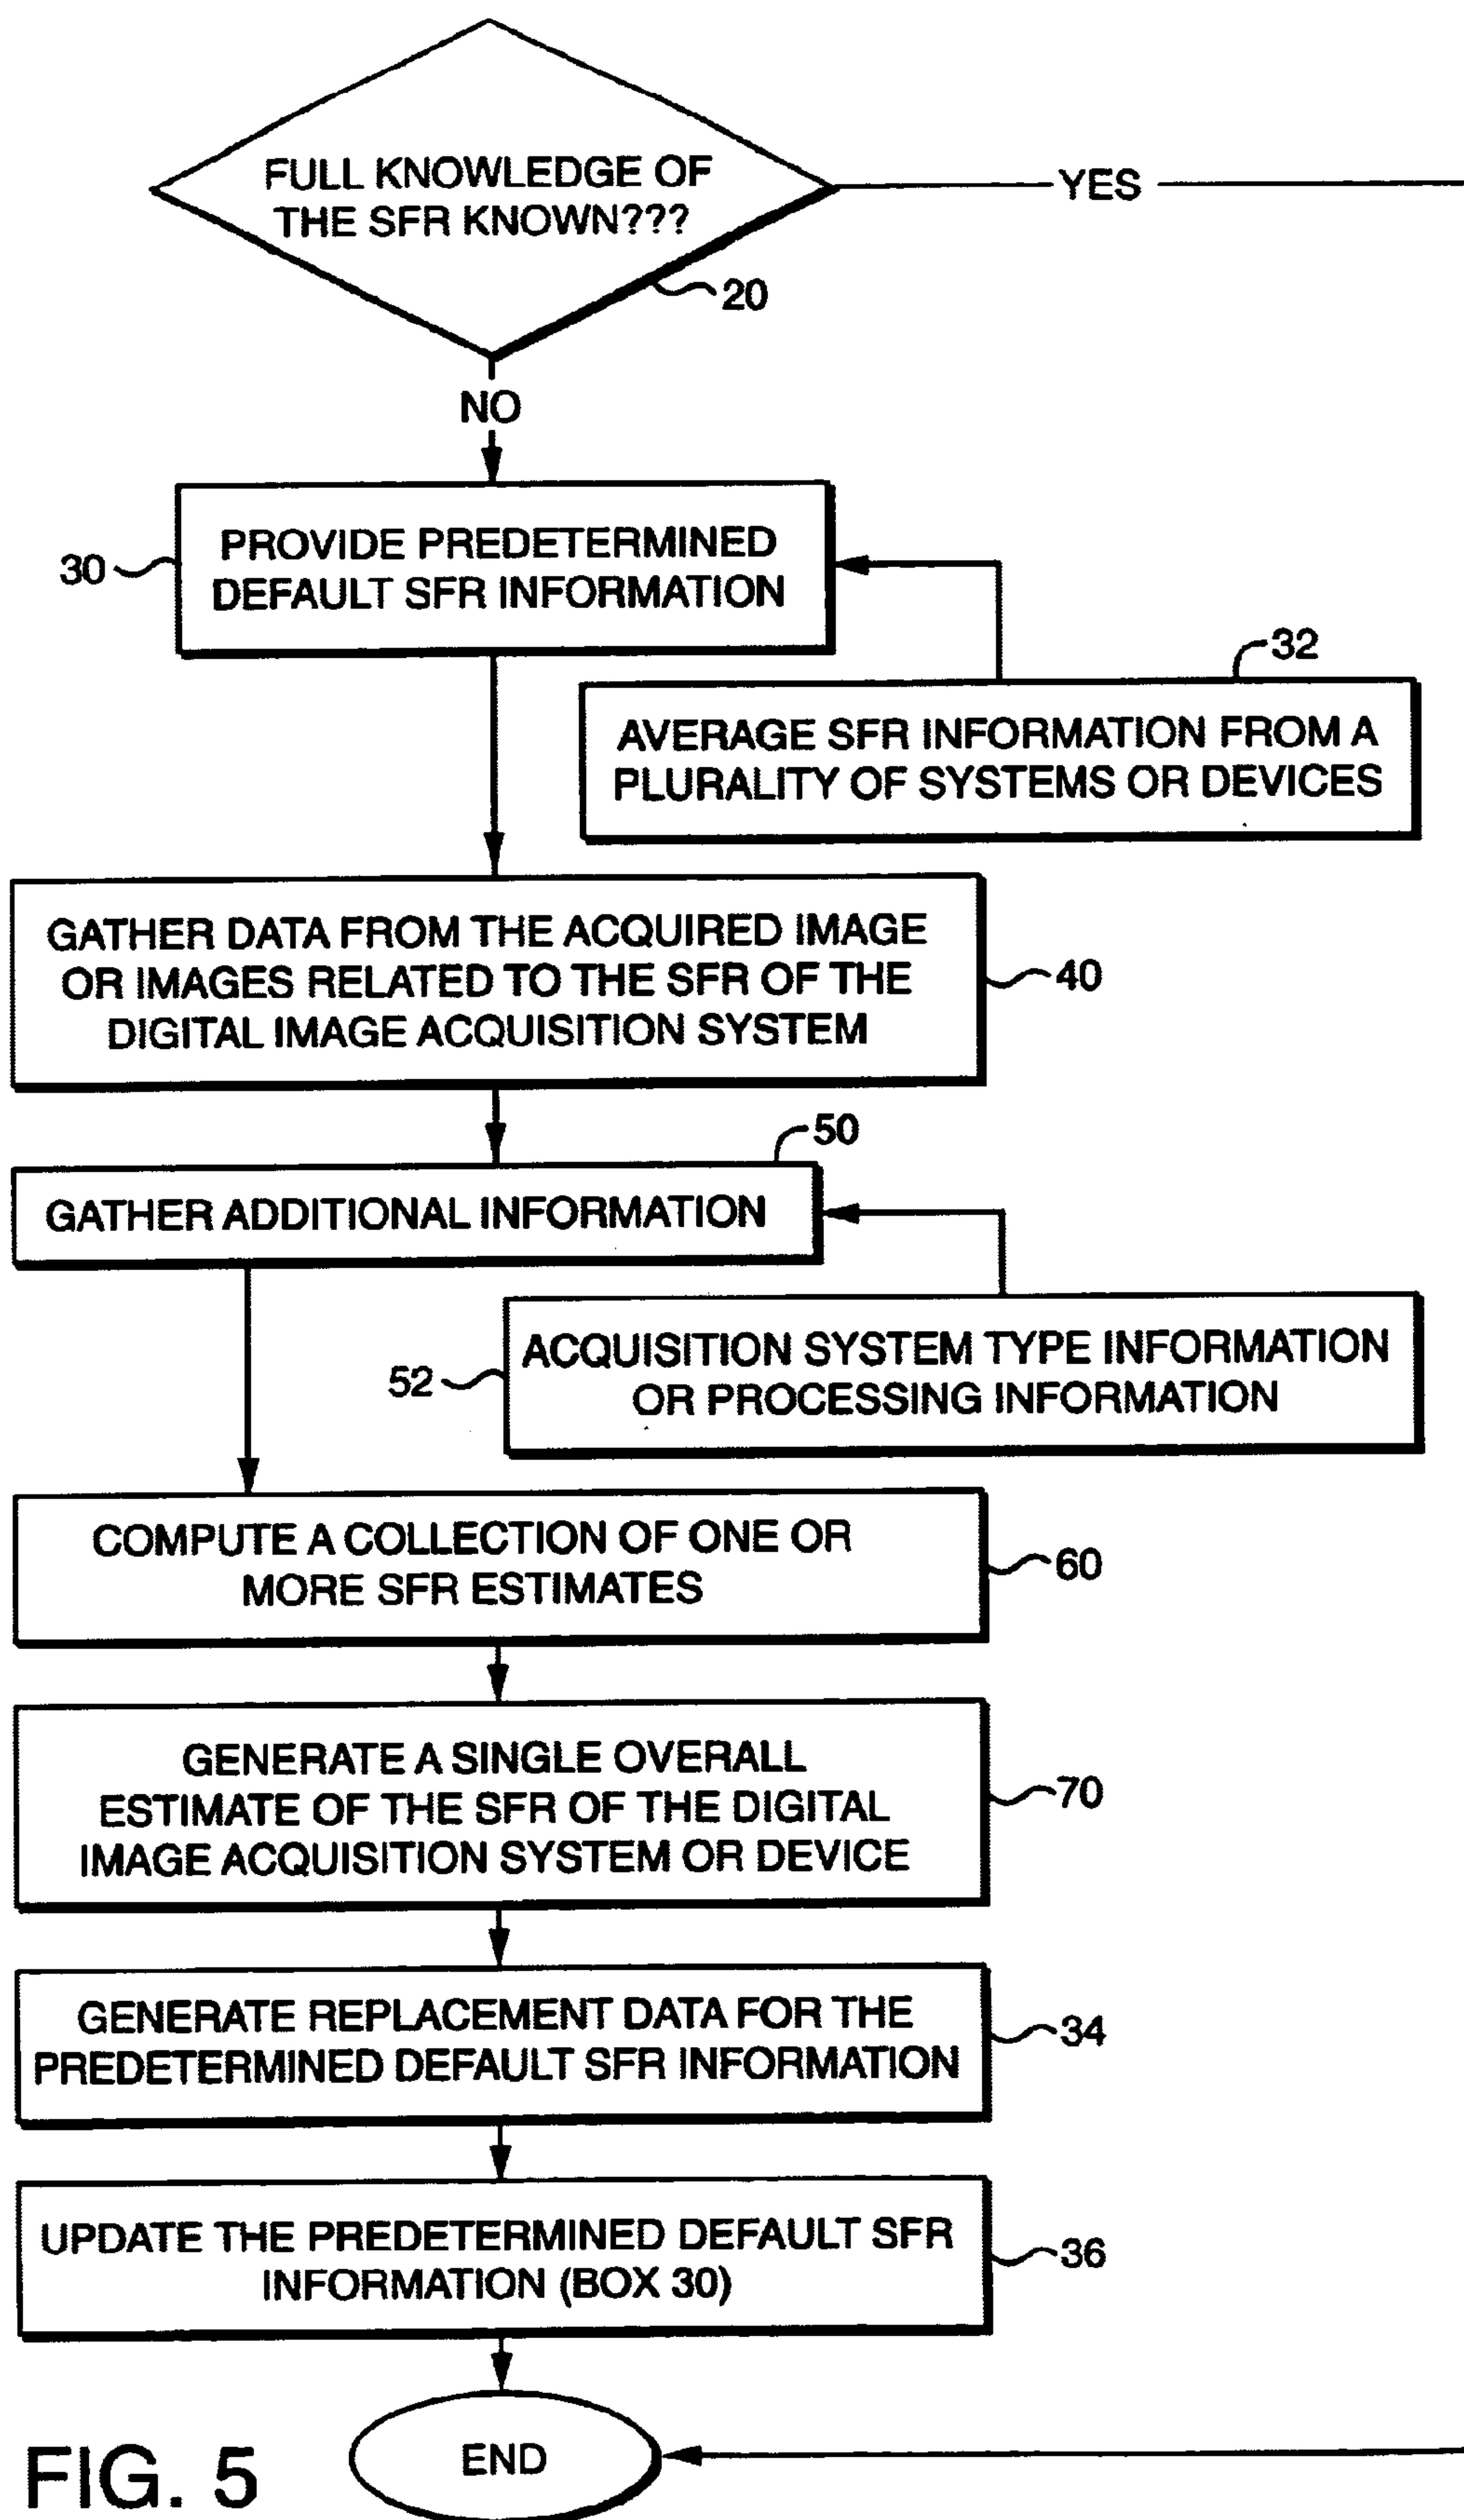 FULL KNOWLEDGE OF
THE SFR KNOWN???
YES
20
NO
PROVIDE PREDETERMINED
DEFAULT SFR INFORMATION
30
32
AVERAGE SFR INFORMATION FROM A
PLURALITY OF SYSTEMS OR DEVICES
GATHER DATA FROM THE ACQUIRED IMAGE
OR IMAGES RELATED TO THE SFR OF THE
DIGITAL IMAGE ACQUISITION SYSTEM
40
50
GATHER ADDITIONAL INFORMATION
ACQUISITION SYSTEM TYPE INFORMATION
OR PROCESSING INFORMATION
52
COMPUTE A COLLECTION OF ONE OR
MORE SFR ESTIMATES
60
GENERATE A SINGLE OVERALL
ESTIMATE OF THE SFR OF THE DIGITAL
IMAGE ACQUISITION SYSTEM OR DEVICE
70
GENERATE REPLACEMENT DATA FOR THE
PREDETERMINED DEFAULT SFR INFORMATION
34
UPDATE THE PREDETERMINED DEFAULT SFR
INFORMATION (BOX 30)
36
END
FIG. 5